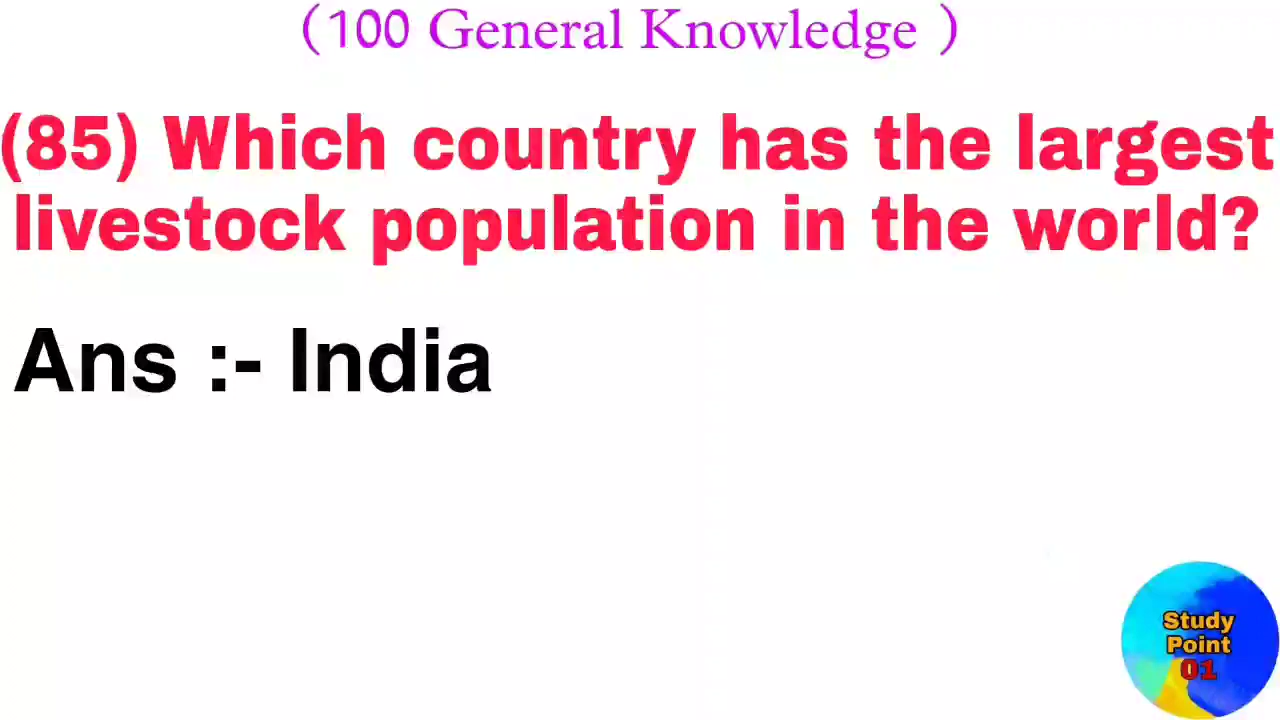 (100 General Knowledge )
(85) Which country has the largest
livestock population in the world?
Ans :- India
Study
Point
01